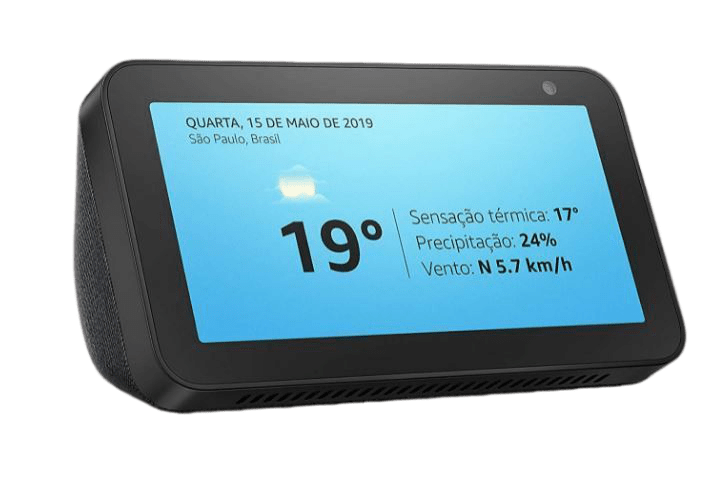 QUARTA, 15 DE MAIO DE 2019
São Paulo, Brasil
19°
Sensação térmica: 17°
Precipitação: 24%
Vento: N 5.7 km/h